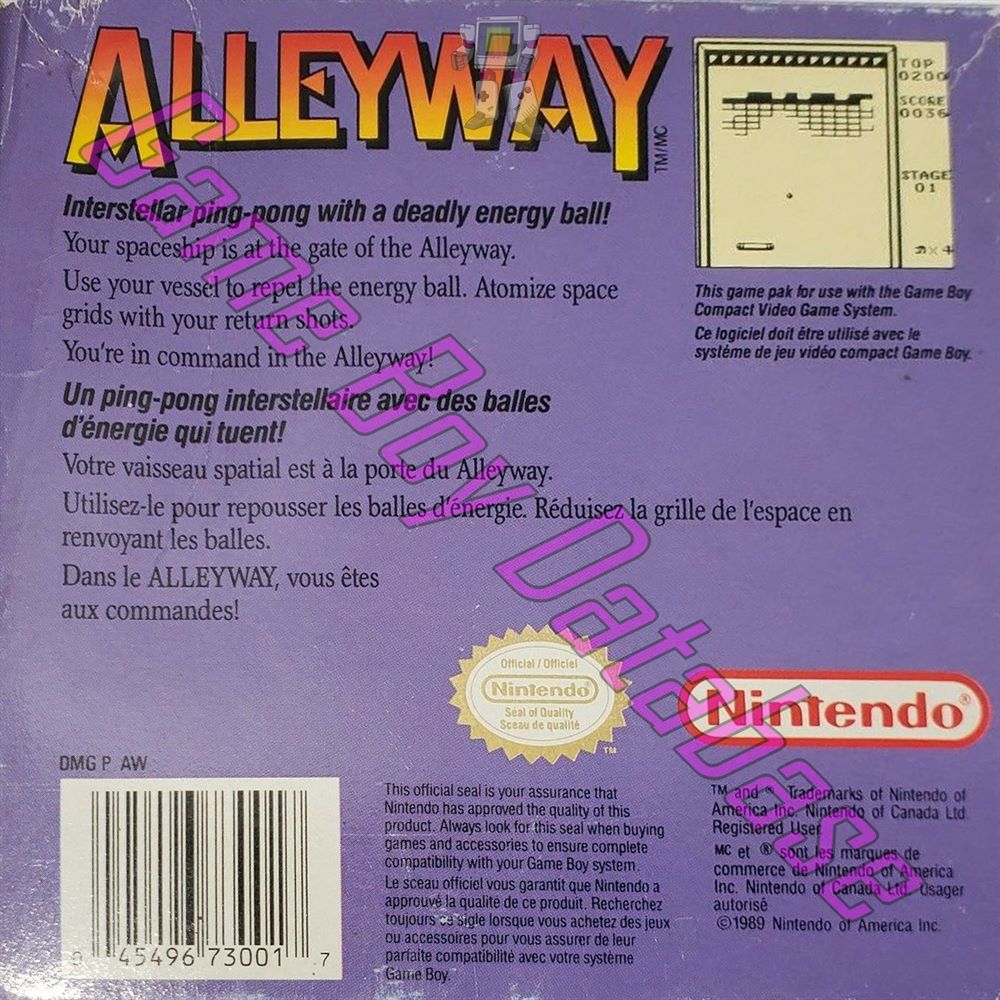 ALLEYWAY
TM/MC
TOP
0200
SCORE
0036
STAGE
01
× 4
Interstellar ping-pong with a deadly energy ball!
Your spaceship is at the gate of the Alleyway.
Use your vessel to repel the energy ball. Atomize space
grids with your return shots.
You're in command in the Alleyway!
This game pak for use with the Game Boy
Compact Video Game System.
Ce logiciel doit être utilisé avec le
système de jeu vidéo compact Game Boy.
Un ping-pong interstellaire avec des balles
d'énergie qui tuent!
Votre vaisseau spatial est à la porte du Alleyway.
Utilisez-le pour repousser les balles d'énergie. Réduisez la grille de l'espace en
renvoyant les balles.
Dans le ALLEYWAY, vous êtes
aux commandes!
Game Boy Database
Official / Officiel
Nintendo®
Seal of Quality
Sceau de qualité
TM
Nintendo®
DMG P AW
0 45496 73001 7
This official seal is your assurance that
Nintendo has approved the quality of this
product. Always look for this seal when buying
games and accessories to ensure complete
compatibility with your Game Boy system.
Le sceau officiel vous garantit que Nintendo a
approuvé la qualité de ce produit. Recherchez
toujours ce sigle lorsque vous achetez des jeux
ou accessoires pour vous assurer de leur
parfaite compatibilité avec votre système
Game Boy.
TM and ® Trademarks of Nintendo of
America Inc. Nintendo of Canada Ltd.
Registered User
MC et ® sont les marques de
commerce de Nintendo of America
Inc. Nintendo of Canada Ltd. Usager
autorisé
©1989 Nintendo of America Inc.